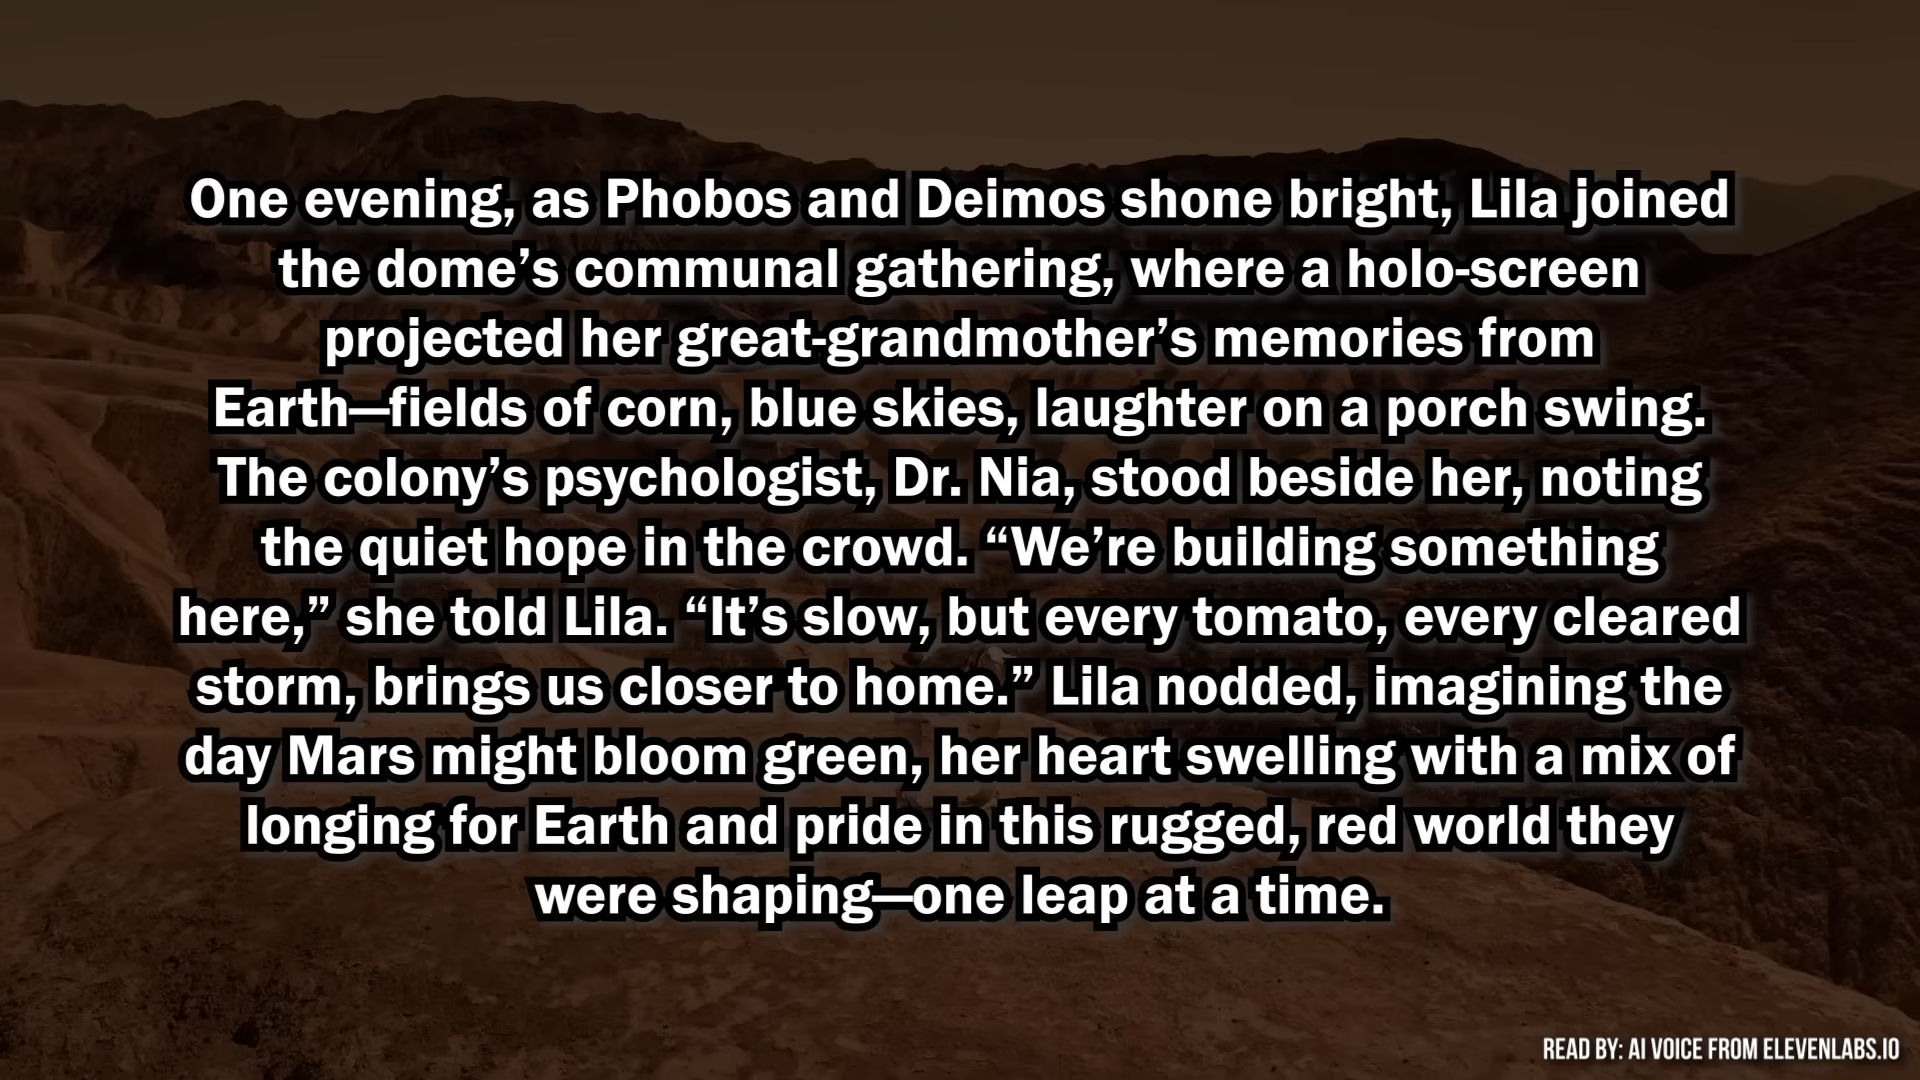 One evening, as Phobos and Deimos shone bright, Lila joined
the dome’s communal gathering, where a holo-screen
projected her great-grandmother’s memories from
Earth—fields of corn, blue skies, laughter on a porch swing.
The colony’s psychologist, Dr. Nia, stood beside her, noting
the quiet hope in the crowd. “We’re building something
here,” she told Lila. “It’s slow, but every tomato, every cleared
storm, brings us closer to home.” Lila nodded, imagining the
day Mars might bloom green, her heart swelling with a mix of
longing for Earth and pride in this rugged, red world they
were shaping—one leap at a time.
READ BY: AI VOICE FROM ELEVENLABS.IO